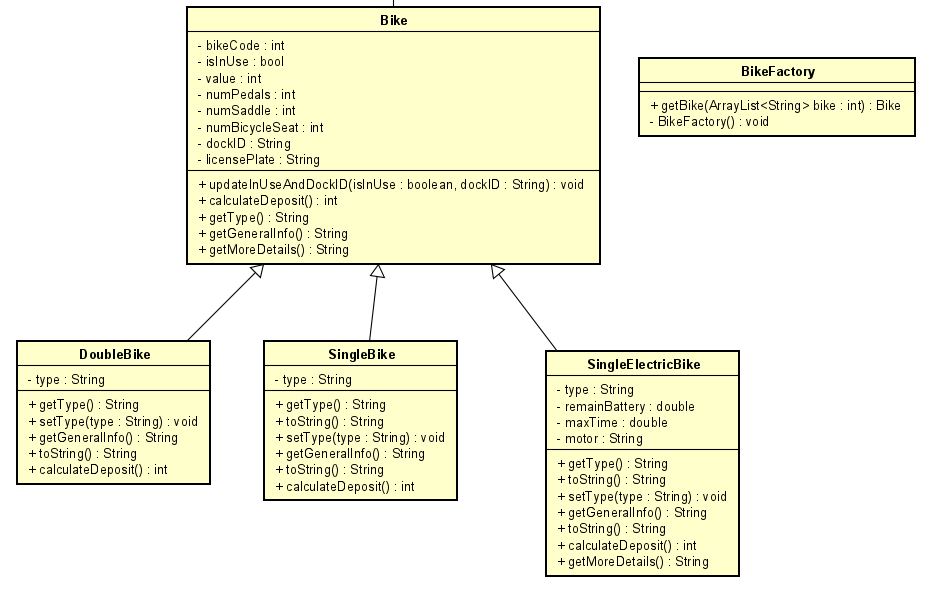 Bike
- bikeCode : int
- isInUse : bool
- value : int
- numPedals : int
- numSaddle : int
- numBicycleSeat : int
- dockID : String
- licensePlate : String
+ updateInUseAndDockID(isInUse : boolean, dockID : String) : void
+ calculateDeposit() : int
+ getType() : String
+ getGeneralInfo() : String
+ getMoreDetails() : String
BikeFactory
+ getBike(ArrayList<String> bike : int) : Bike
- BikeFactory() : void
DoubleBike
- type : String
+ getType() : String
+ setType(type : String) : void
+ getGeneralInfo() : String
+ toString() : String
+ calculateDeposit() : int
SingleBike
- type : String
+ getType() : String
+ toString() : String
+ setType(type : String) : void
+ getGeneralInfo() : String
+ toString() : String
+ calculateDeposit() : int
SingleElectricBike
- type : String
- remainBattery : double
- maxTime : double
- motor : String
+ getType() : String
+ toString() : String
+ setType(type : String) : void
+ getGeneralInfo() : String
+ toString() : String
+ calculateDeposit() : int
+ getMoreDetails() : String